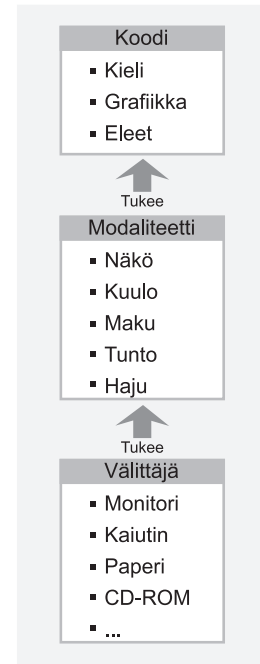 Koodi
▪ Kieli
▪ Grafiikka
▪ Eleet
Tukee
Modaliteetti
▪ Näkö
▪ Kuulo
▪ Maku
▪ Tunto
▪ Haju
Tukee
Välittäjä
▪ Monitori
▪ Kaiutin
▪ Paperi
▪ CD-ROM
▪ ...